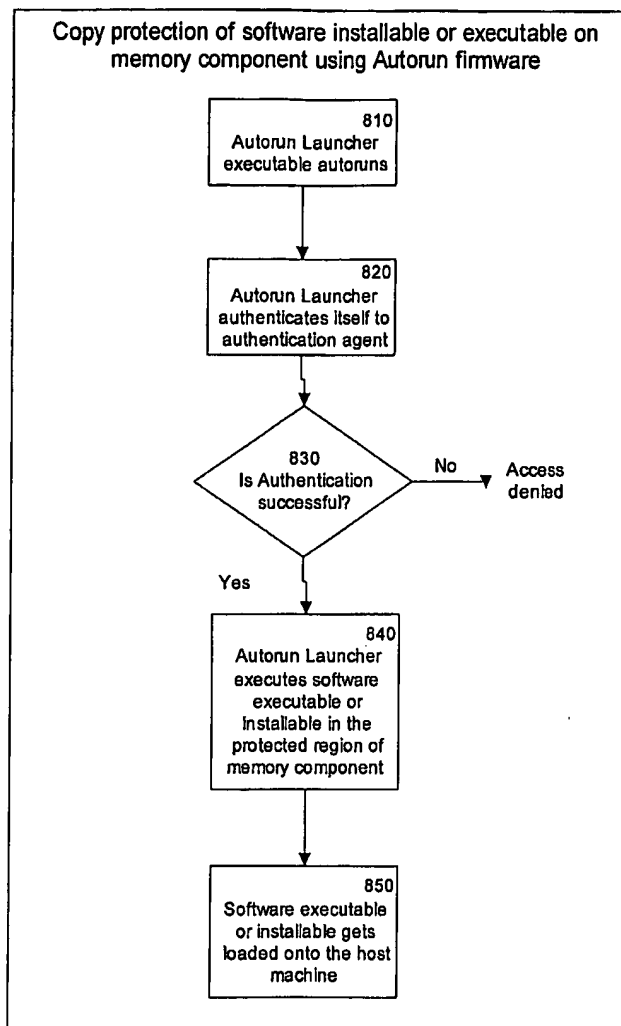 Copy protection of software installable or executable on
memory component using Autorun firmware
810
Autorun Launcher
executable autoruns
820
Autorun Launcher
authenticates itself to
authentication agent
830
Is Authentication
successful?
No
Access
denied
Yes
840
Autorun Launcher
executes software
executable or
Installable in the
protected region of
memory component
850
Software executable
or installable gets
loaded onto the host
machine